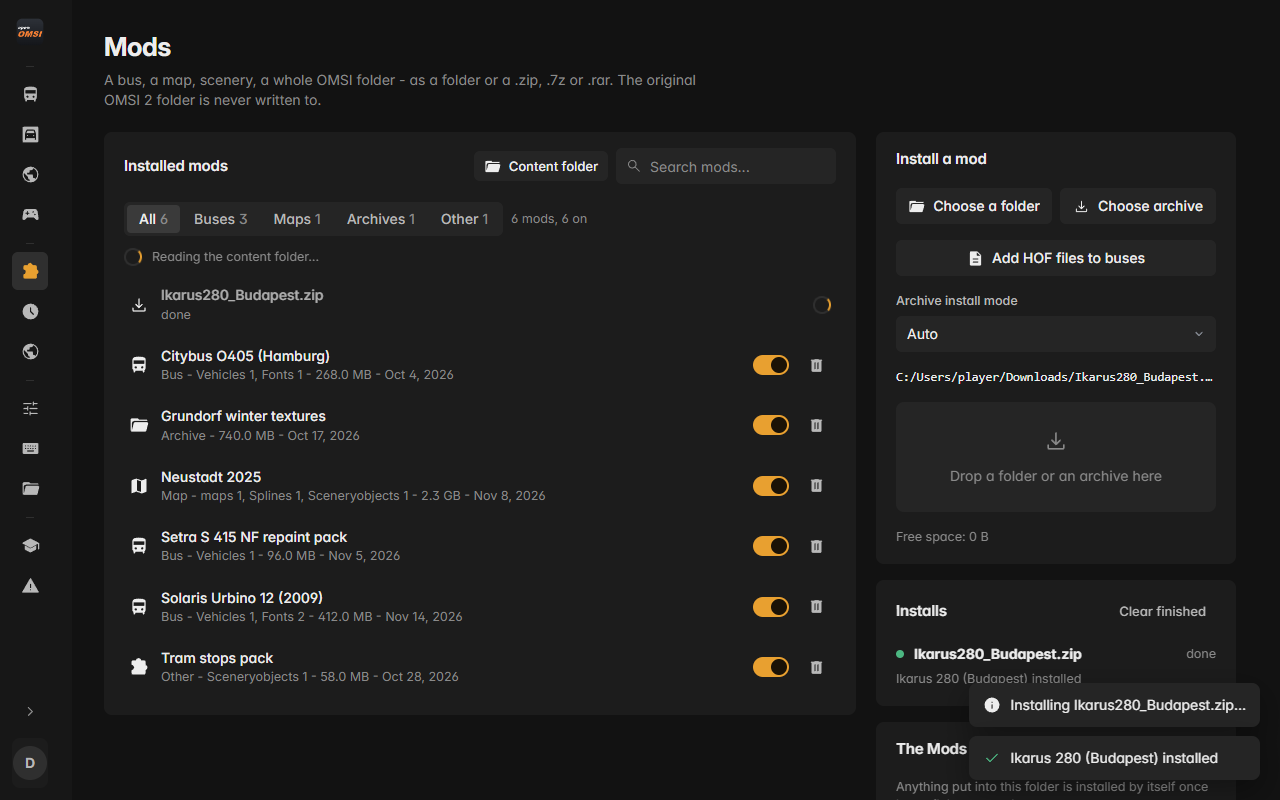 OMSI
Mods
A bus, a map, scenery, a whole OMSI folder - as a folder or a .zip, .7z or .rar. The original
OMSI 2 folder is never written to.
Installed mods
Content folder
Search mods...
All 6
Buses 3
Maps 1
Archives 1
Other 1
6 mods, 6 on
Reading the content folder...
Ikarus280_Budapest.zip
done
Citybus O405 (Hamburg)
Bus - Vehicles 1, Fonts 1 - 268.0 MB - Oct 4, 2026
Grundorf winter textures
Archive - 740.0 MB - Oct 17, 2026
Neustadt 2025
Map - maps 1, Splines 1, Sceneryobjects 1 - 2.3 GB - Nov 8, 2026
Setra S 415 NF repaint pack
Bus - Vehicles 1 - 96.0 MB - Nov 5, 2026
Solaris Urbino 12 (2009)
Bus - Vehicles 1, Fonts 2 - 412.0 MB - Nov 14, 2026
Tram stops pack
Other - Sceneryobjects 1 - 58.0 MB - Oct 28, 2026
Install a mod
Choose a folder
Choose archive
Add HOF files to buses
Archive install mode
Auto
C:/Users/player/Downloads/Ikarus280_Budapest....
Drop a folder or an archive here
Free space: 0 B
Installs
Clear finished
Ikarus280_Budapest.zip
done
Ikarus 280 (Budapest) installed
Installing Ikarus280_Budapest.zip...
The Mods
Ikarus 280 (Budapest) installed
Anything put into this folder is installed by itself once
D